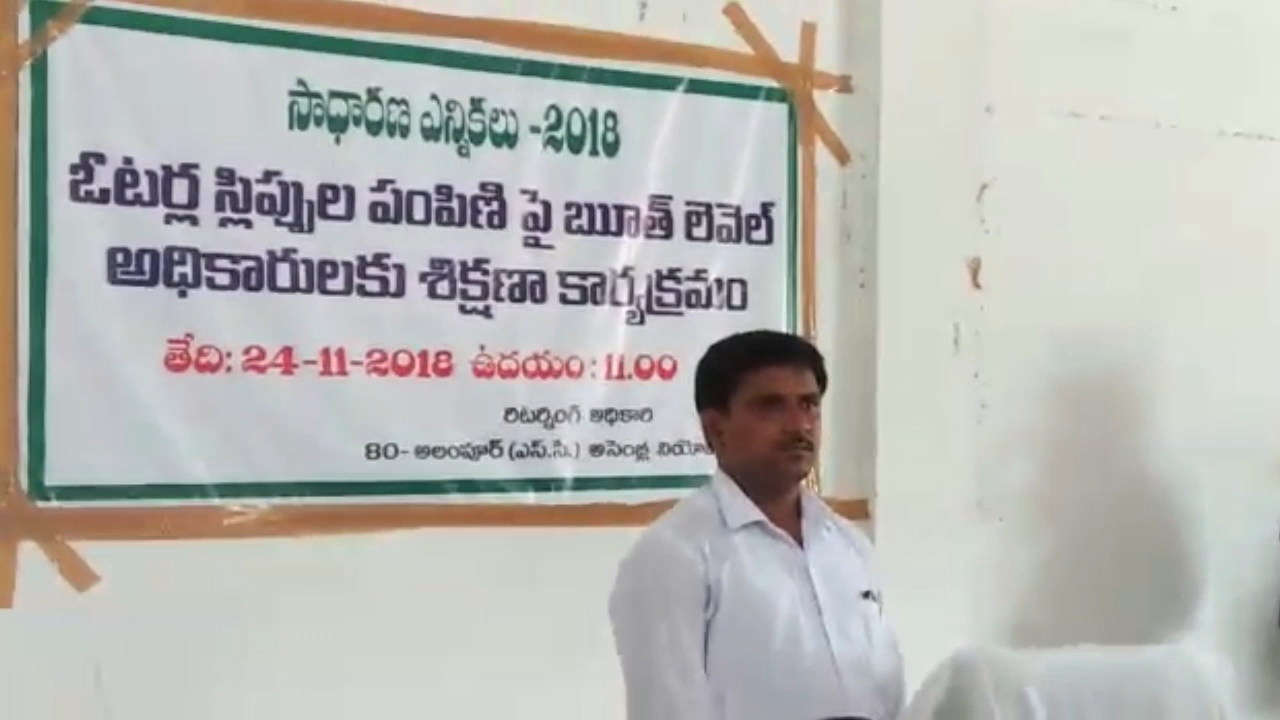 సాధారణ ఎన్నికలు -2018
ఓటర్ల స్లిప్పుల పంపిణి పై బూత్ లెవెల్
అధికారులకు శిక్షణా కార్యక్రమం
తేది: 24-11-2018 ఉదయం: 11.00
రిటర్నింగ్ అధికారి
80- అలంపూర్ (ఎస్.సి.) అసెంబ్లీ